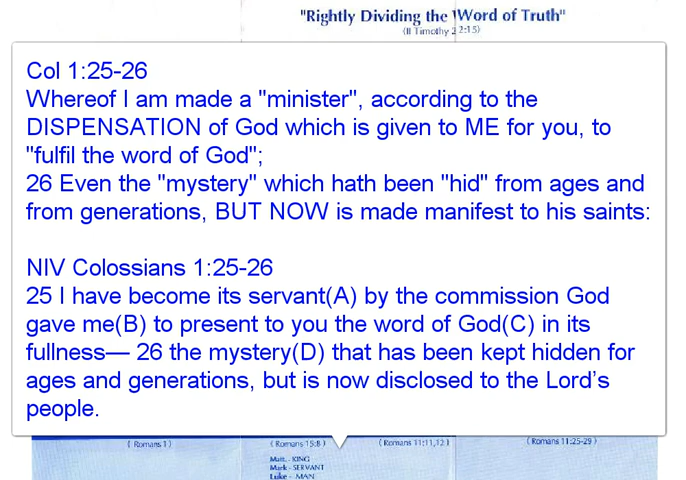 "Rightly Dividing the Word of Truth"
(II Timothy 2:15)
Col 1:25-26
Whereof I am made a "minister", according to the
DISPENSATION of God which is given to ME for you, to
"fulfil the word of God";
26 Even the "mystery" which hath been "hid" from ages and
from generations, BUT NOW is made manifest to his saints:
NIV Colossians 1:25-26
25 I have become its servant(A) by the commission God
gave me(B) to present to you the word of God(C) in its
fullness— 26 the mystery(D) that has been kept hidden for
ages and generations, but is now disclosed to the Lord’s
people.
( Romans 1 ) ( Romans 15:8 ) ( Romans 11:11,12 ) ( Romans 11:25-29 )
Matt. - KING
Mark - SERVANT
Luke - MAN